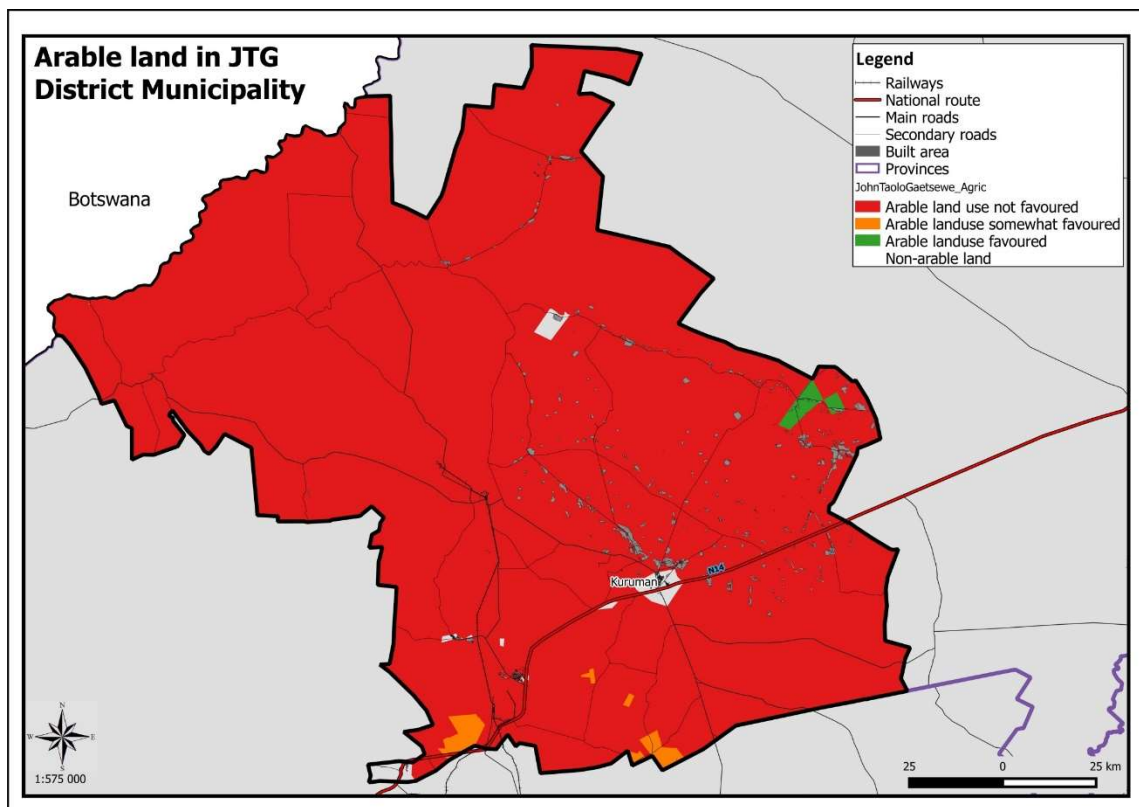 Arable land in JTG
District Municipality
Legend
Railways
National route
Main roads
Secondary roads
Built area
Provinces
JohnTaoloGaetsewe_Agric
Arable land use not favoured
Arable landuse somewhat favoured
Arable landuse favoured
Non-arable land
Botswana
N14
Kuruman
N
W E
S
1:575 000
25 0 25 km